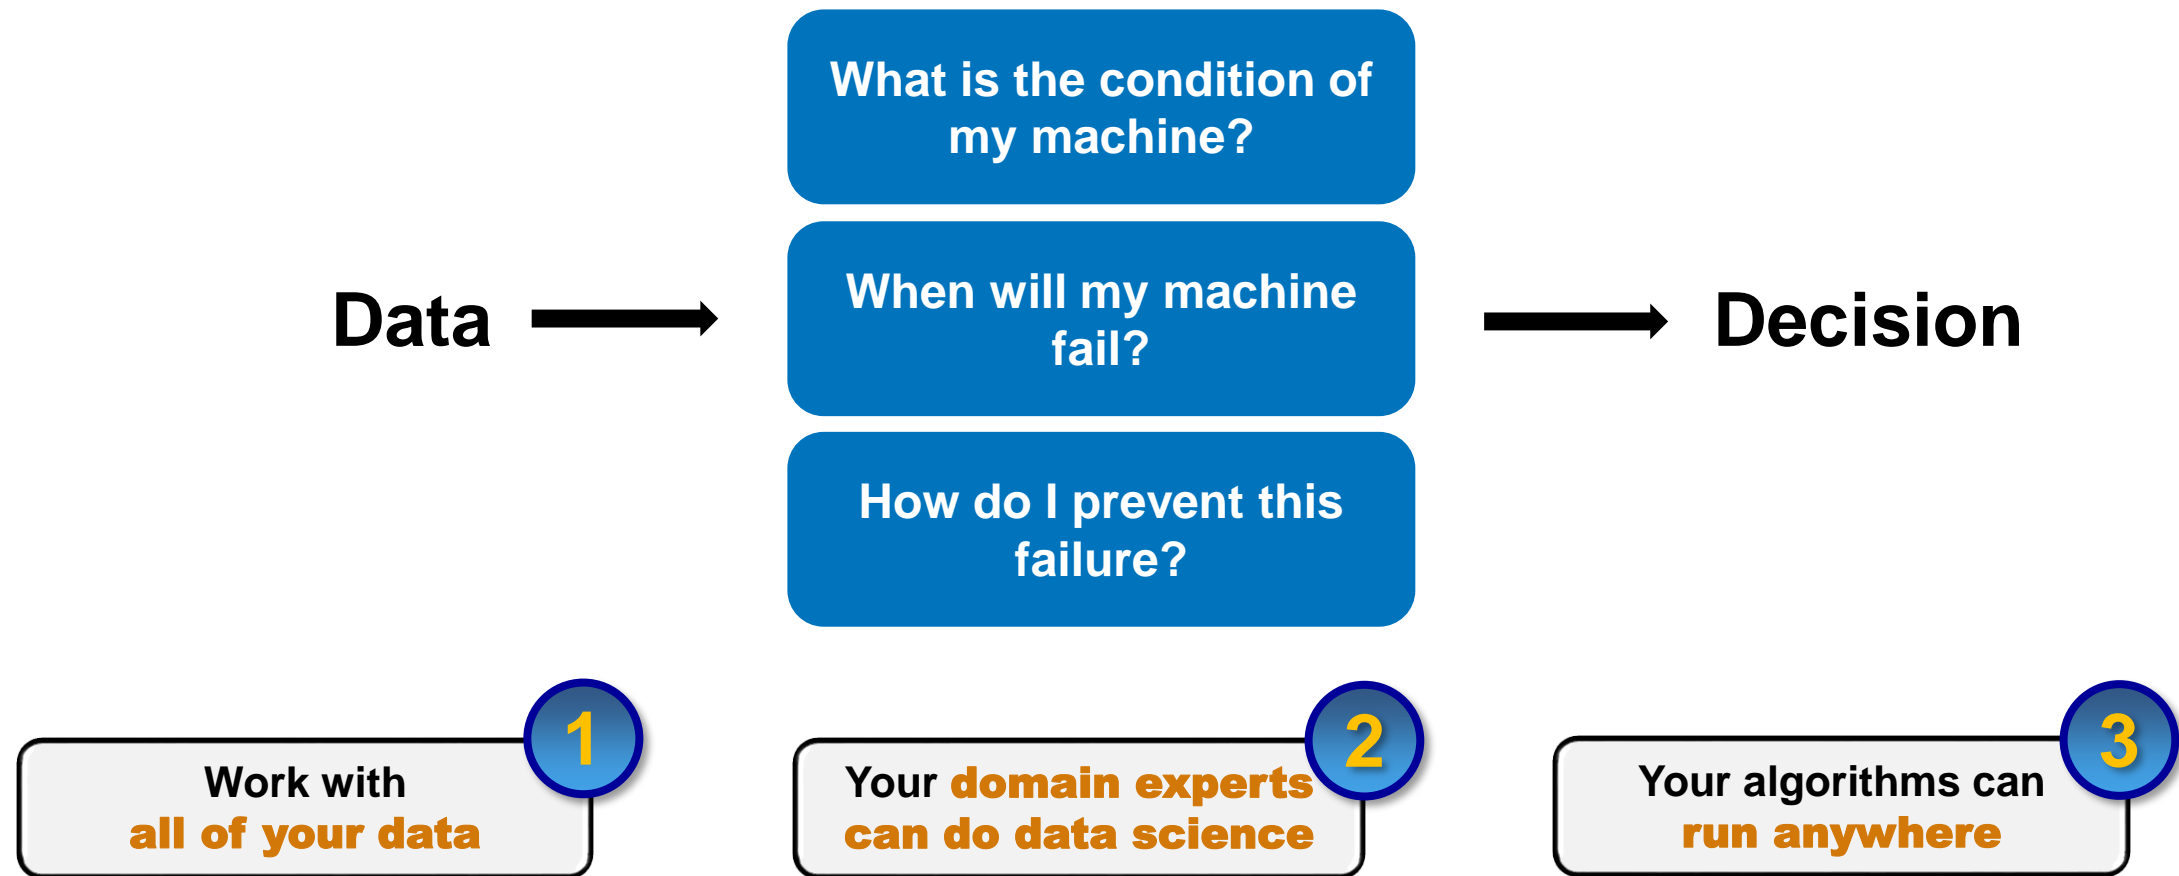 What is the condition of
my machine?
Data
When will my machine
fail?
Decision
How do I prevent this
failure?
1
Work with
all of your data
2
Your domain experts
can do data science
3
Your algorithms can
run anywhere